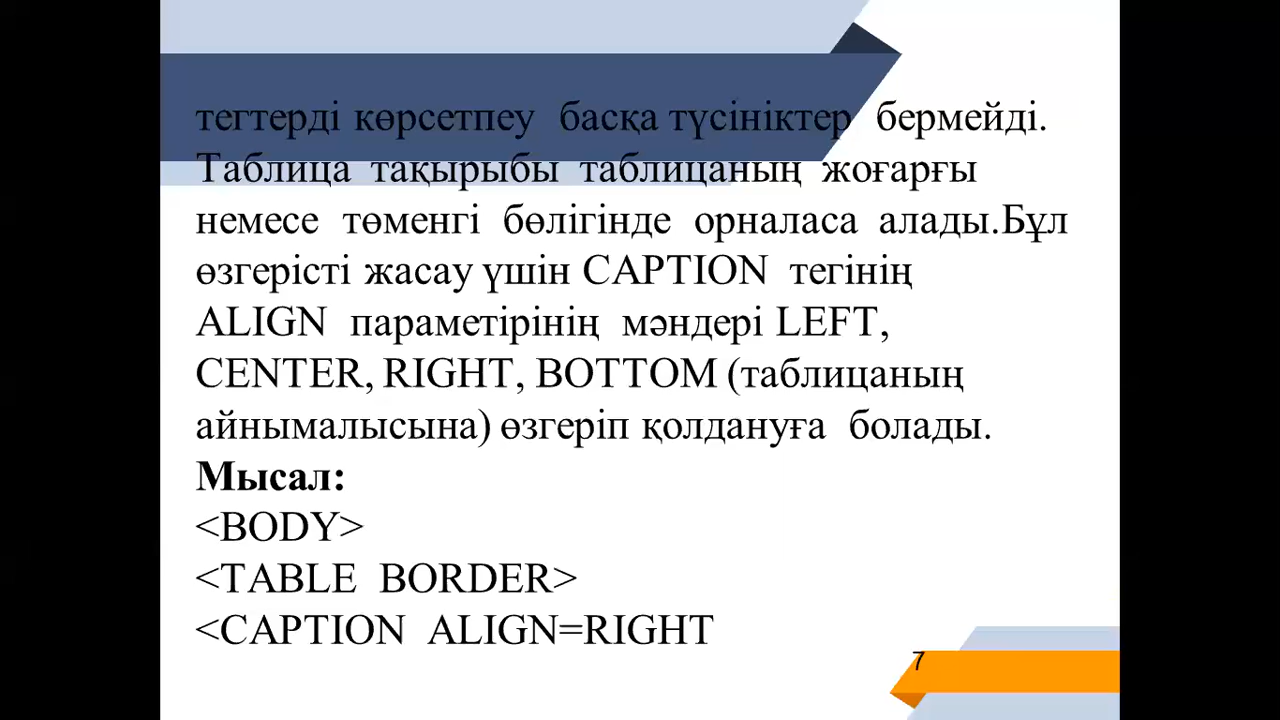 тегтерді көрсетпеу басқа түсініктер бермейді.
Таблица тақырыбы таблицаның жоғарғы
немесе төменгі бөлігінде орналаса алады.Бұл
өзгерісті жасау үшін CAPTION тегінің
ALIGN параметірінің мәндері LEFT,
CENTER, RIGHT, BOTTOM (таблицаның
айнымалысына) өзгеріп қолдануға болады.
Мысал:
<BODY>
<TABLE BORDER>
<CAPTION ALIGN=RIGHT
7